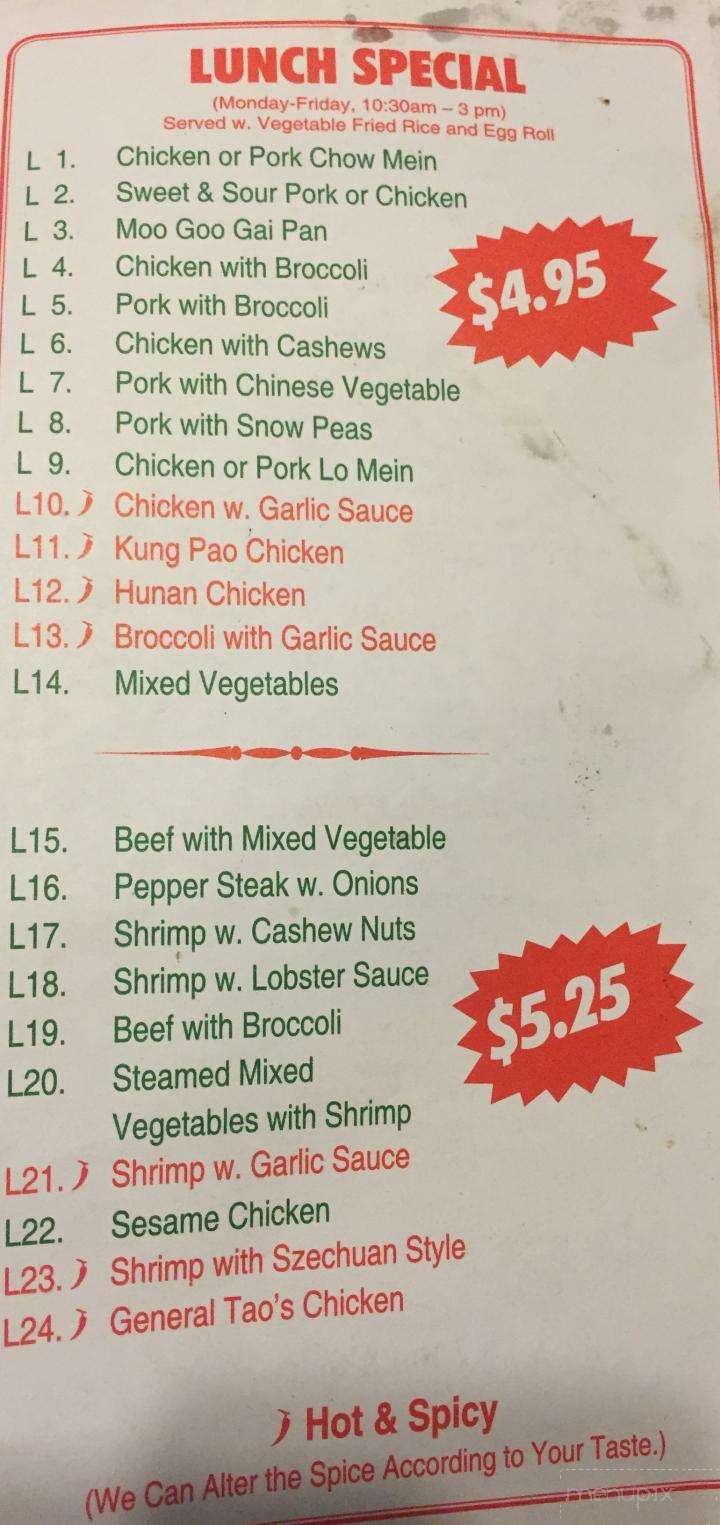 LUNCH SPECIAL
(Monday-Friday, 10:30am – 3 pm)
Served w. Vegetable Fried Rice and Egg Roll
L 1. Chicken or Pork Chow Mein
L 2. Sweet & Sour Pork or Chicken
L 3. Moo Goo Gai Pan
L 4. Chicken with Broccoli
$4.95
L 5. Pork with Broccoli
L 6. Chicken with Cashews
L 7. Pork with Chinese Vegetable
L 8. Pork with Snow Peas
L 9. Chicken or Pork Lo Mein
L10. Chicken w. Garlic Sauce
L11. Kung Pao Chicken
L12. Hunan Chicken
L13. Broccoli with Garlic Sauce
L14. Mixed Vegetables
L15. Beef with Mixed Vegetable
L16. Pepper Steak w. Onions
L17. Shrimp w. Cashew Nuts
L18. Shrimp w. Lobster Sauce
$5.25
L19. Beef with Broccoli
L20. Steamed Mixed
Vegetables with Shrimp
L21. Shrimp w. Garlic Sauce
L22. Sesame Chicken
L23. Shrimp with Szechuan Style
L24. General Tao's Chicken
Hot & Spicy
(We Can Alter the Spice According to Your Taste.)
menupix